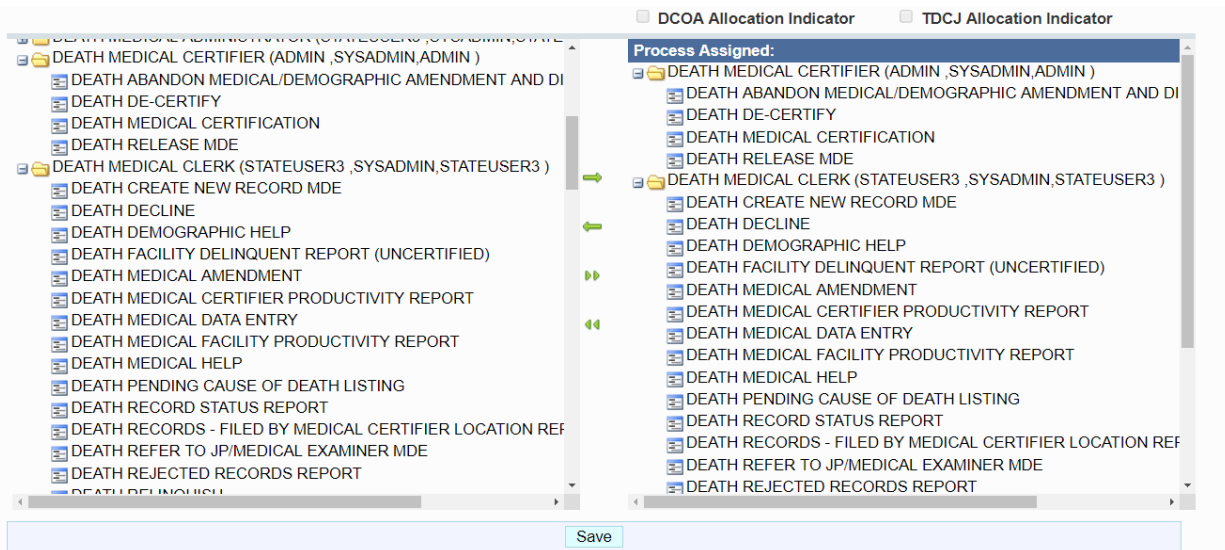 DCOA Allocation Indicator TDCJ Allocation Indicator
DEATH MEDICAL ADMINISTRATOR (STATEUSER3 ,SYSADMIN,STATE
DEATH MEDICAL CERTIFIER (ADMIN ,SYSADMIN,ADMIN )
DEATH ABANDON MEDICAL/DEMOGRAPHIC AMENDMENT AND DI
DEATH DE-CERTIFY
DEATH MEDICAL CERTIFICATION
DEATH RELEASE MDE
DEATH MEDICAL CLERK (STATEUSER3 ,SYSADMIN,STATEUSER3 )
DEATH CREATE NEW RECORD MDE
DEATH DECLINE
DEATH DEMOGRAPHIC HELP
DEATH FACILITY DELINQUENT REPORT (UNCERTIFIED)
DEATH MEDICAL AMENDMENT
DEATH MEDICAL CERTIFIER PRODUCTIVITY REPORT
DEATH MEDICAL DATA ENTRY
DEATH MEDICAL FACILITY PRODUCTIVITY REPORT
DEATH MEDICAL HELP
DEATH PENDING CAUSE OF DEATH LISTING
DEATH RECORD STATUS REPORT
DEATH RECORDS - FILED BY MEDICAL CERTIFIER LOCATION REF
DEATH REFER TO JP/MEDICAL EXAMINER MDE
DEATH REJECTED RECORDS REPORT
DEATH RELINQUISH
Process Assigned:
DEATH MEDICAL CERTIFIER (ADMIN ,SYSADMIN,ADMIN )
DEATH ABANDON MEDICAL/DEMOGRAPHIC AMENDMENT AND DI
DEATH DE-CERTIFY
DEATH MEDICAL CERTIFICATION
DEATH RELEASE MDE
DEATH MEDICAL CLERK (STATEUSER3 ,SYSADMIN,STATEUSER3 )
DEATH CREATE NEW RECORD MDE
DEATH DECLINE
DEATH DEMOGRAPHIC HELP
DEATH FACILITY DELINQUENT REPORT (UNCERTIFIED)
DEATH MEDICAL AMENDMENT
DEATH MEDICAL CERTIFIER PRODUCTIVITY REPORT
DEATH MEDICAL DATA ENTRY
DEATH MEDICAL FACILITY PRODUCTIVITY REPORT
DEATH MEDICAL HELP
DEATH PENDING CAUSE OF DEATH LISTING
DEATH RECORD STATUS REPORT
DEATH RECORDS - FILED BY MEDICAL CERTIFIER LOCATION REF
DEATH REFER TO JP/MEDICAL EXAMINER MDE
DEATH REJECTED RECORDS REPORT
Save